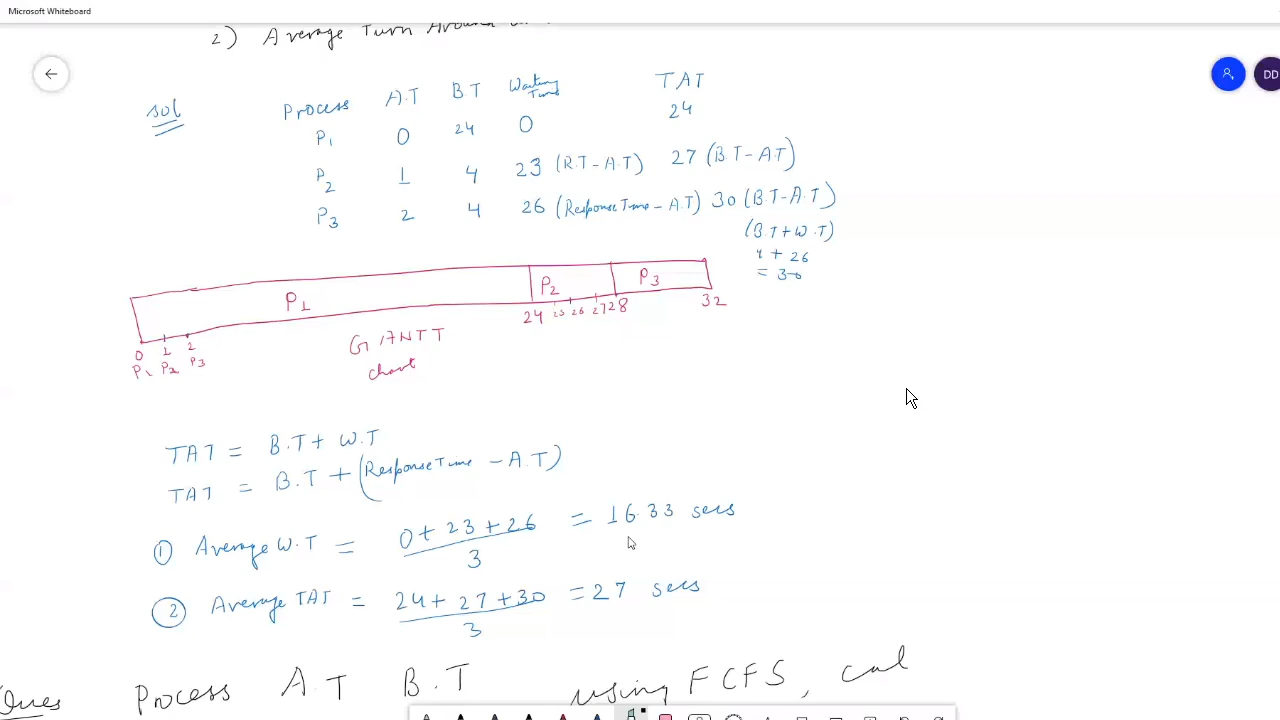 Microsoft Whiteboard
2) Average Turn Around
DD
Sol
Process A.T B.T Waiting Time TAT
P1 0 24 0 24
P2 1 4 23 (R.T - A.T) 27 (B.T - A.T)
P3 2 4 26 (Response Time - A.T) 30 (B.T - A.T)
(B.T + W.T)
4 + 26
= 30
P1 P2 P3
0 1 2 24 25 26 27 28 32
P1 P2 P3
GANTT
chart
TAT = B.T + W.T
TAT = B.T + (Response Time - A.T)
① Average W.T = 0 + 23 + 26 / 3 = 16.33 secs
② Average TAT = 24 + 27 + 30 / 3 = 27 secs
Ques Process A.T B.T using FCFS, cal